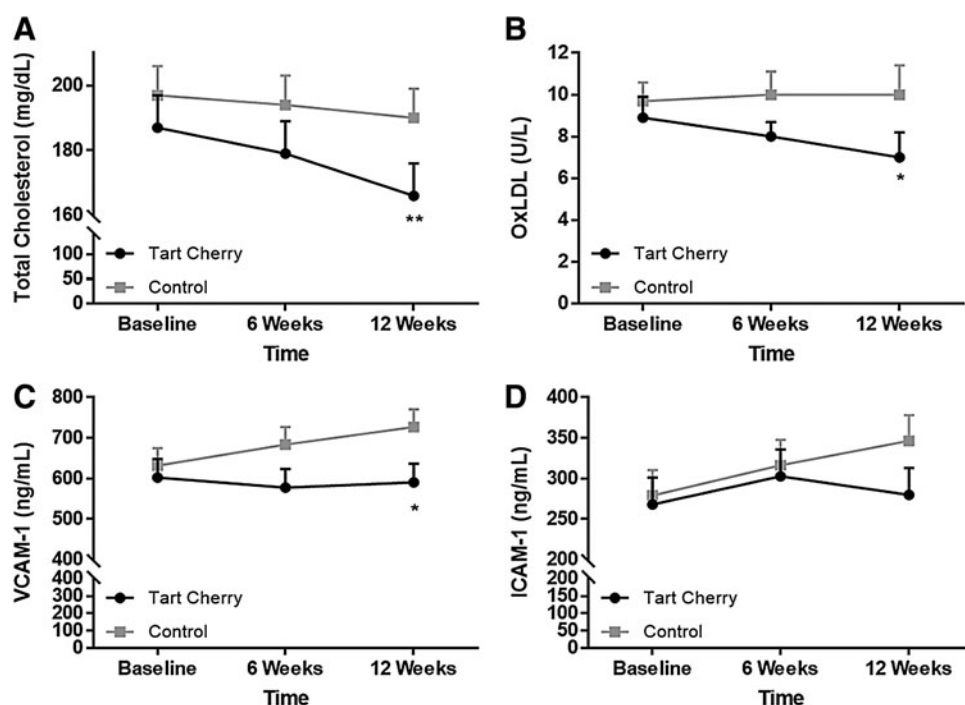 A
Total Cholesterol (mg/dL)
200
180
160
100
50
0
Tart Cherry
Control
Baseline
6 Weeks
12 Weeks
**
Time
B
OxLDL (U/L)
12
10
8
6
4
2
0
Tart Cherry
Control
Baseline
6 Weeks
12 Weeks
*
Time
C
VCAM-1 (ng/mL)
800
700
600
500
400
400
300
200
100
0
Tart Cherry
Control
Baseline
6 Weeks
12 Weeks
*
Time
D
ICAM-1 (ng/mL)
400
350
300
250
200
200
150
100
50
0
Tart Cherry
Control
Baseline
6 Weeks
12 Weeks
Time